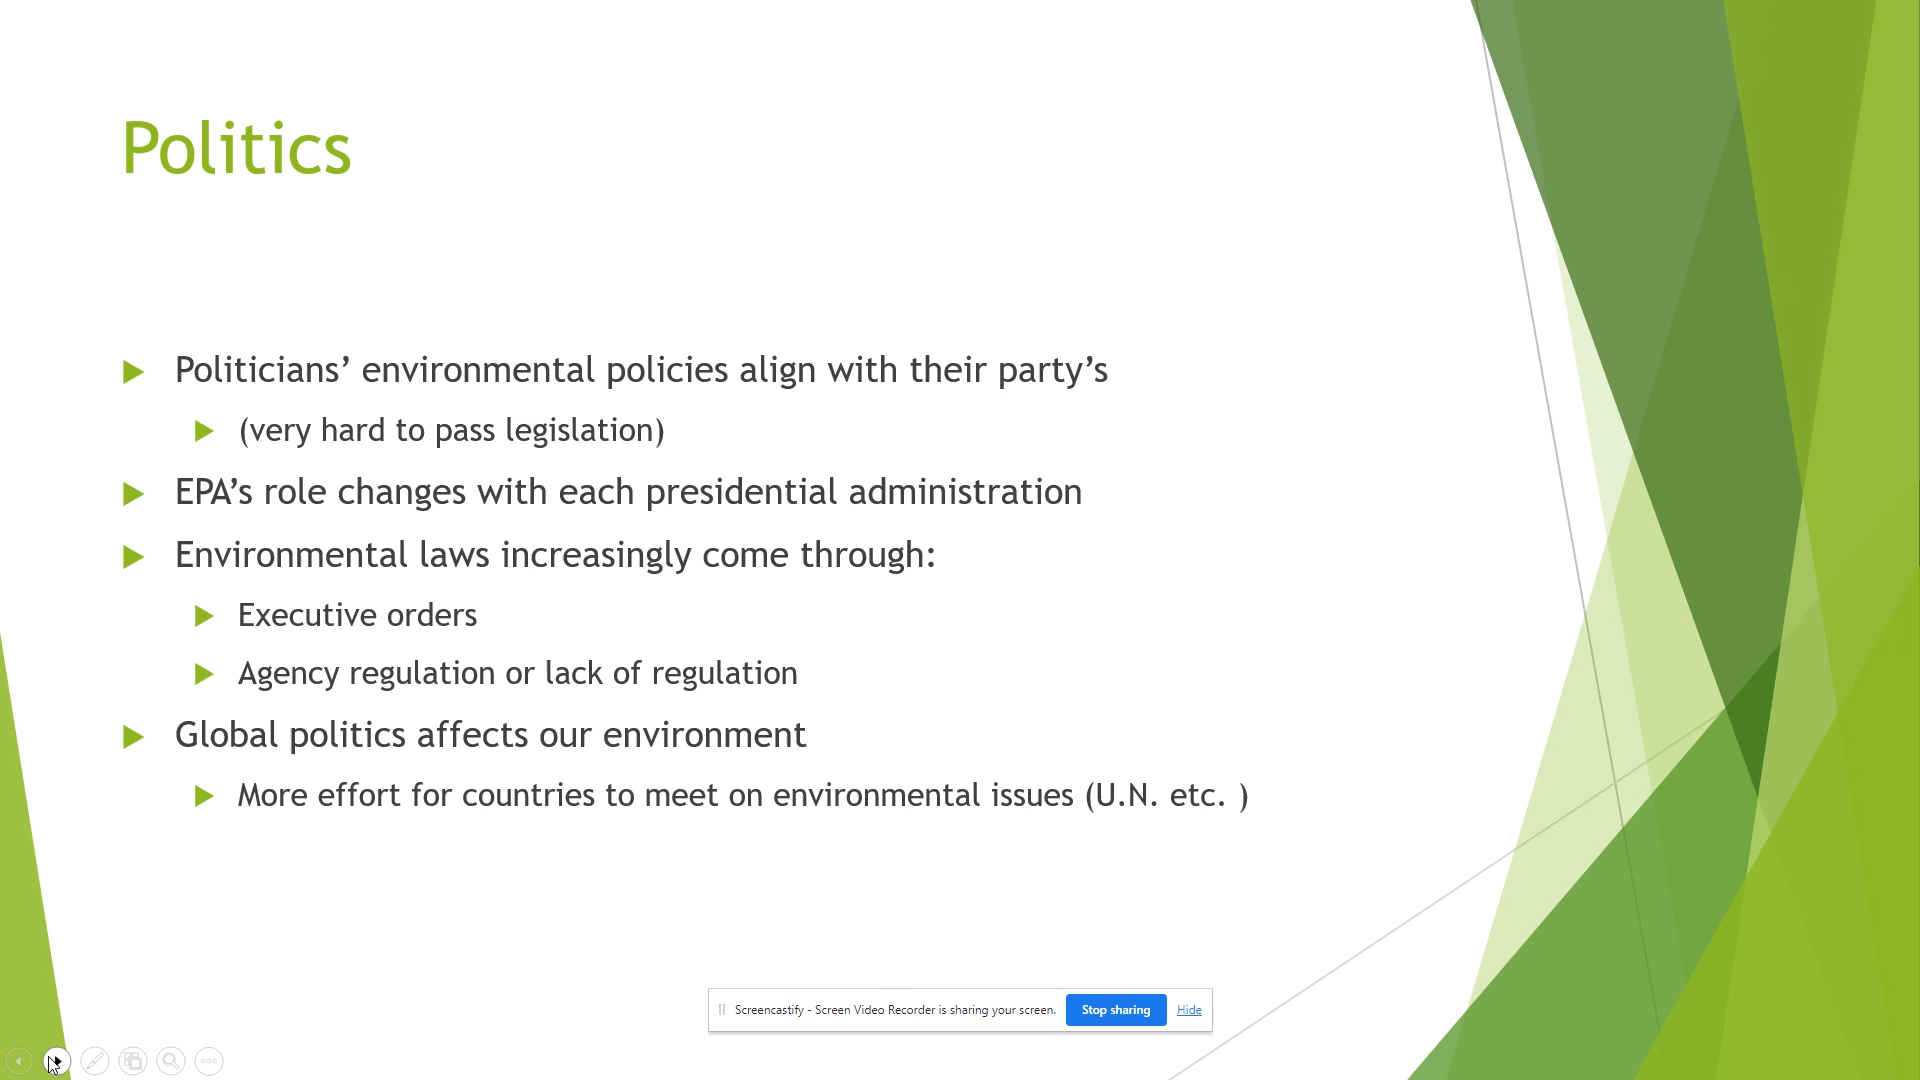 Politics
Politicians’ environmental policies align with their party’s
(very hard to pass legislation)
EPA’s role changes with each presidential administration
Environmental laws increasingly come through:
Executive orders
Agency regulation or lack of regulation
Global politics affects our environment
More effort for countries to meet on environmental issues (U.N. etc. )
Screencastify - Screen Video Recorder is sharing your screen. Stop sharing Hide